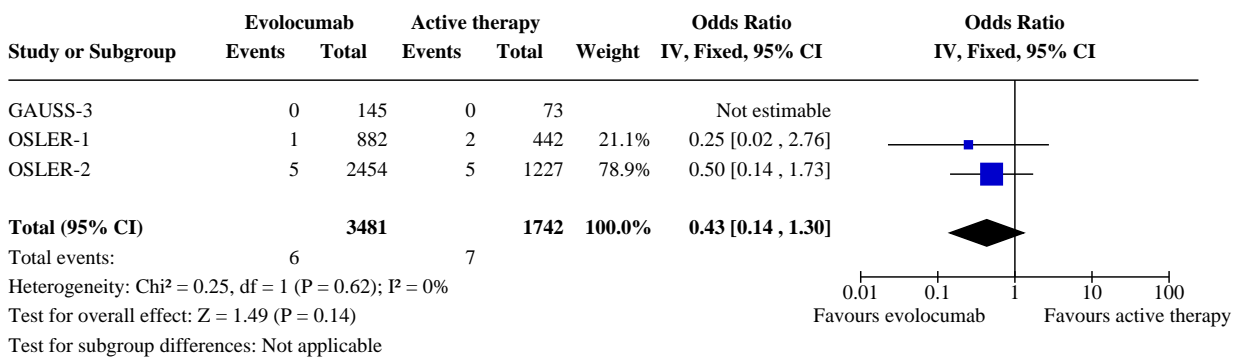 Evolocumab Active therapy Odds Ratio Odds Ratio
Study or Subgroup Events Total Events Total Weight IV, Fixed, 95% CI IV, Fixed, 95% CI
GAUSS-3 0 145 0 73 Not estimable
OSLER-1 1 882 2 442 21.1% 0.25 [0.02 , 2.76]
OSLER-2 5 2454 5 1227 78.9% 0.50 [0.14 , 1.73]
Total (95% CI) 3481 1742 100.0% 0.43 [0.14 , 1.30]
Total events: 6 7
Heterogeneity: Chi² = 0.25, df = 1 (P = 0.62); I² = 0%
0.01 0.1 1 10 100
Test for overall effect: Z = 1.49 (P = 0.14)
Favours evolocumab Favours active therapy
Test for subgroup differences: Not applicable